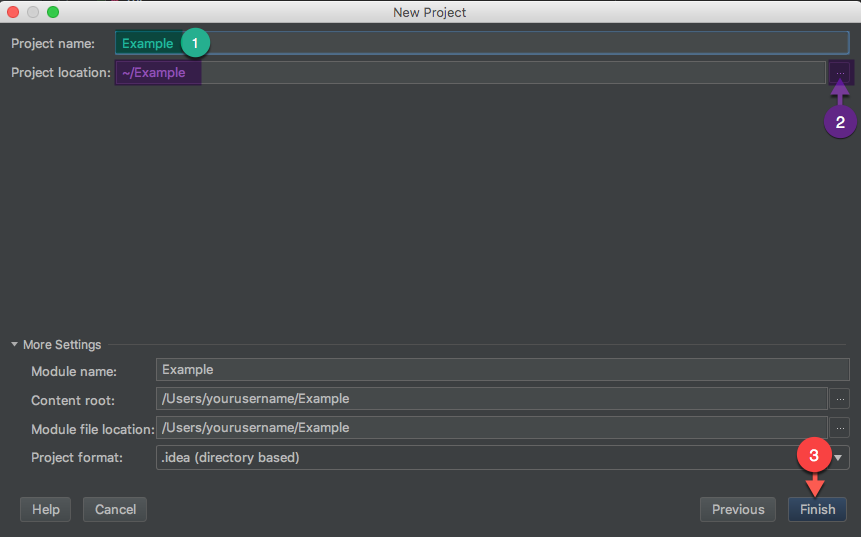 New Project
Project name: Example 1
Project location: ~/Example ...
2
More Settings
Module name: Example
Content root: /Users/yourusername/Example ...
Module file location: /Users/yourusername/Example ...
Project format: .idea (directory based)
3
Help Cancel Previous Finish